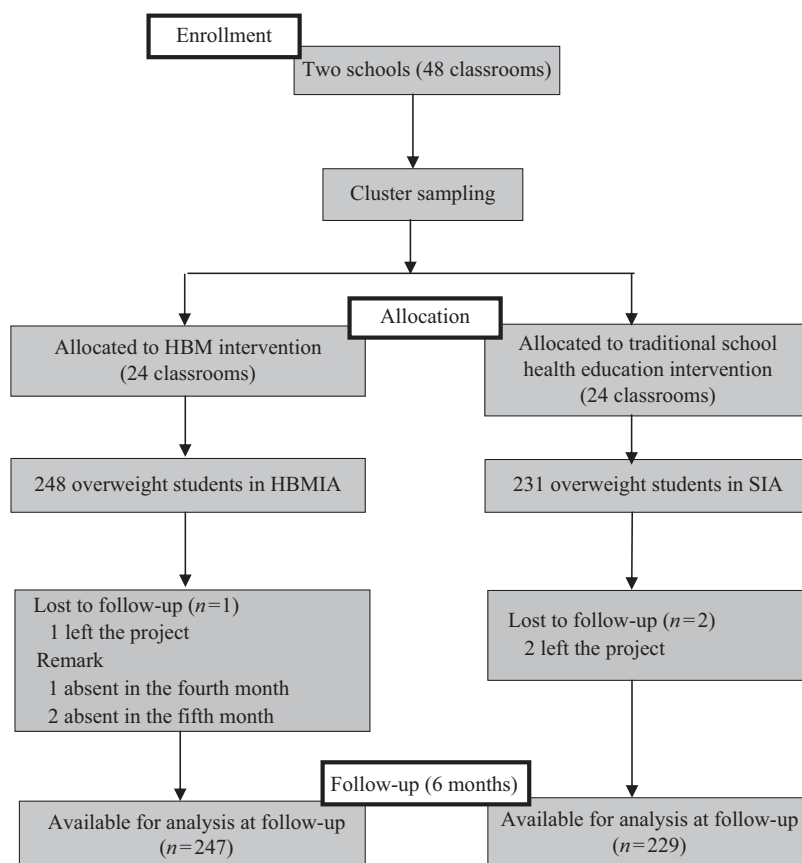 Enrollment
Two schools (48 classrooms)
Cluster sampling
Allocation
Allocated to HBM intervention
(24 classrooms)
Allocated to traditional school
health education intervention
(24 classrooms)
248 overweight students in HBMIA
231 overweight students in SIA
Lost to follow-up (n=1)
1 left the project
Remark
1 absent in the fourth month
2 absent in the fifth month
Lost to follow-up (n=2)
2 left the project
Follow-up (6 months)
Available for analysis at follow-up
(n=247)
Available for analysis at follow-up
(n=229)